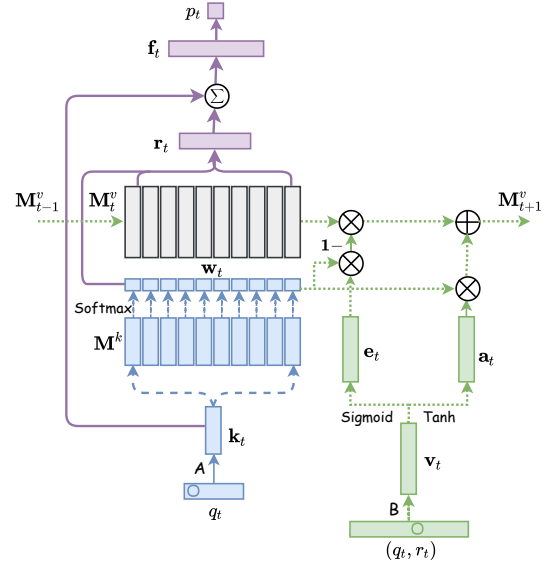 p_t
f_t
Σ
r_t
M^v_{t-1}
M^v_t
M^v_{t+1}
1−
w_t
Softmax
M^k
e_t
a_t
Sigmoid
Tanh
k_t
v_t
A
B
q_t
(q_t, r_t)